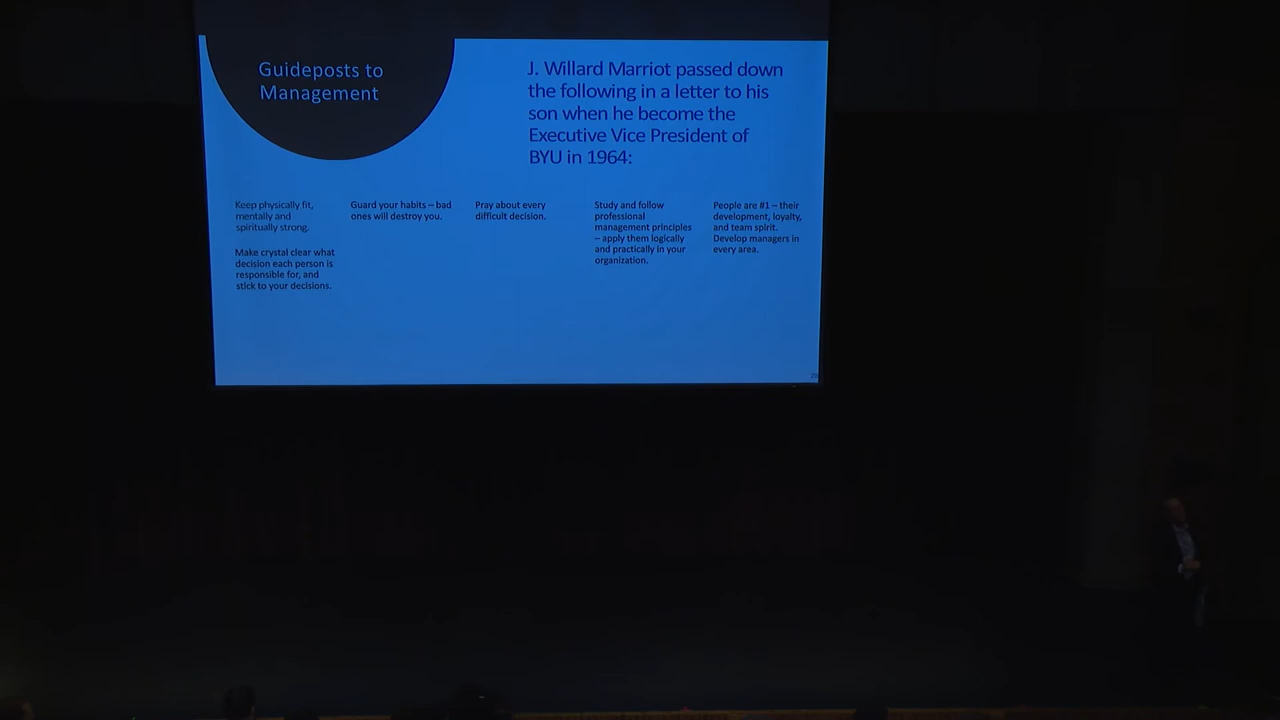 Guideposts to
Management
J. Willard Marriot passed down
the following in a letter to his
son when he become the
Executive Vice President of
BYU in 1964:
Keep physically fit,
mentally and
spiritually strong.
Make crystal clear what
decision each person is
responsible for, and
stick to your decisions.
Guard your habits – bad
ones will destroy you.
Pray about every
difficult decision.
Study and follow
professional
management principles
– apply them logically
and practically in your
organization.
People are #1 – their
development, loyalty,
and team spirit.
Develop managers in
every area.